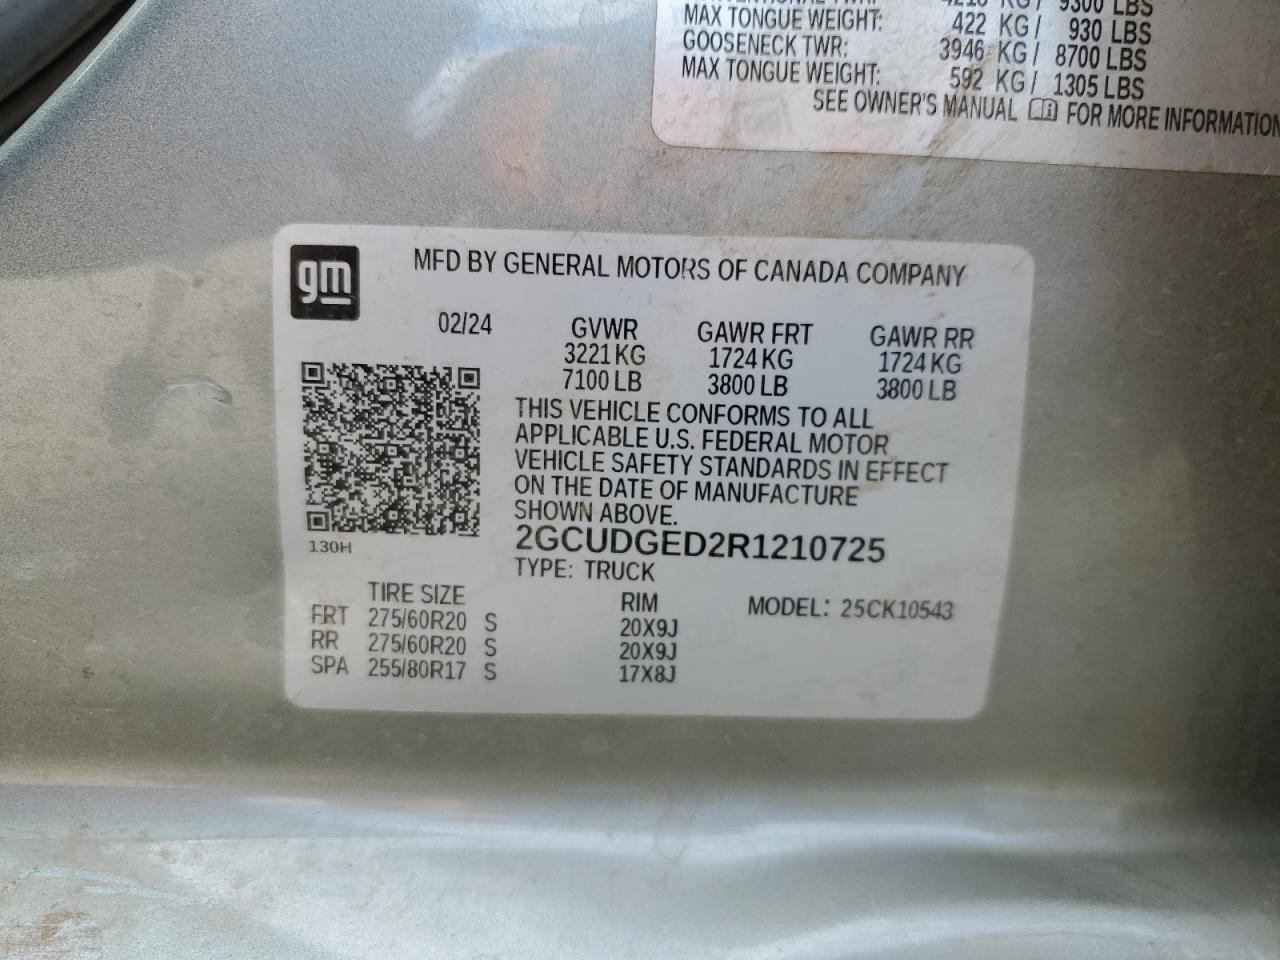 4218 KG/ 9300 LBS
MAX TONGUE WEIGHT: 422 KG/ 930 LBS
GOOSENECK TWR: 3946 KG/ 8700 LBS
MAX TONGUE WEIGHT: 592 KG/ 1305 LBS
SEE OWNER'S MANUAL FOR MORE INFORMATION
gm
MFD BY GENERAL MOTORS OF CANADA COMPANY
02/24 GVWR GAWR FRT GAWR RR
3221 KG 1724 KG 1724 KG
7100 LB 3800 LB 3800 LB
THIS VEHICLE CONFORMS TO ALL
APPLICABLE U.S. FEDERAL MOTOR
VEHICLE SAFETY STANDARDS IN EFFECT
ON THE DATE OF MANUFACTURE
SHOWN ABOVE.
2GCUDGED2R1210725
130H
TYPE: TRUCK
TIRE SIZE RIM MODEL: 25CK10543
FRT 275/60R20 S 20X9J
RR 275/60R20 S 20X9J
SPA 255/80R17 S 17X8J